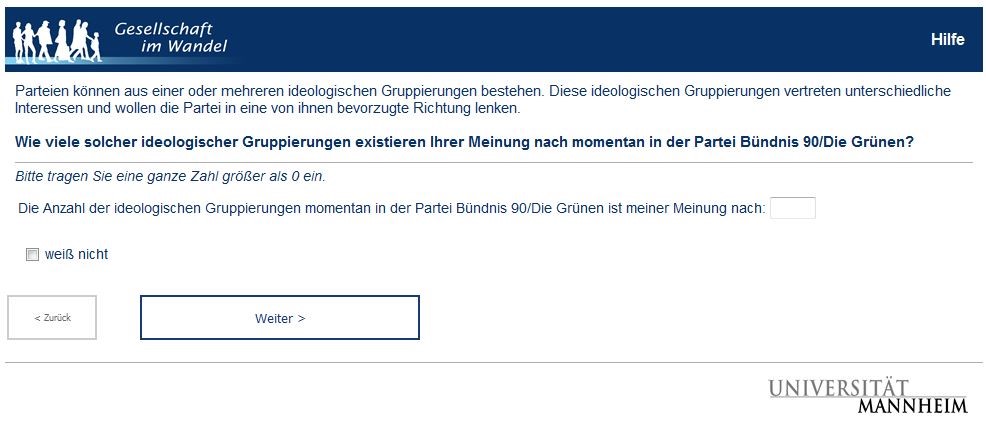 Gesellschaft
im Wandel
Hilfe
Parteien können aus einer oder mehreren ideologischen Gruppierungen bestehen. Diese ideologischen Gruppierungen vertreten unterschiedliche
Interessen und wollen die Partei in eine von ihnen bevorzugte Richtung lenken.
Wie viele solcher ideologischer Gruppierungen existieren Ihrer Meinung nach momentan in der Partei Bündnis 90/Die Grünen?
Bitte tragen Sie eine ganze Zahl größer als 0 ein.
Die Anzahl der ideologischen Gruppierungen momentan in der Partei Bündnis 90/Die Grünen ist meiner Meinung nach:
weiß nicht
< Zurück
Weiter >
UNIVERSITÄT
MANNHEIM